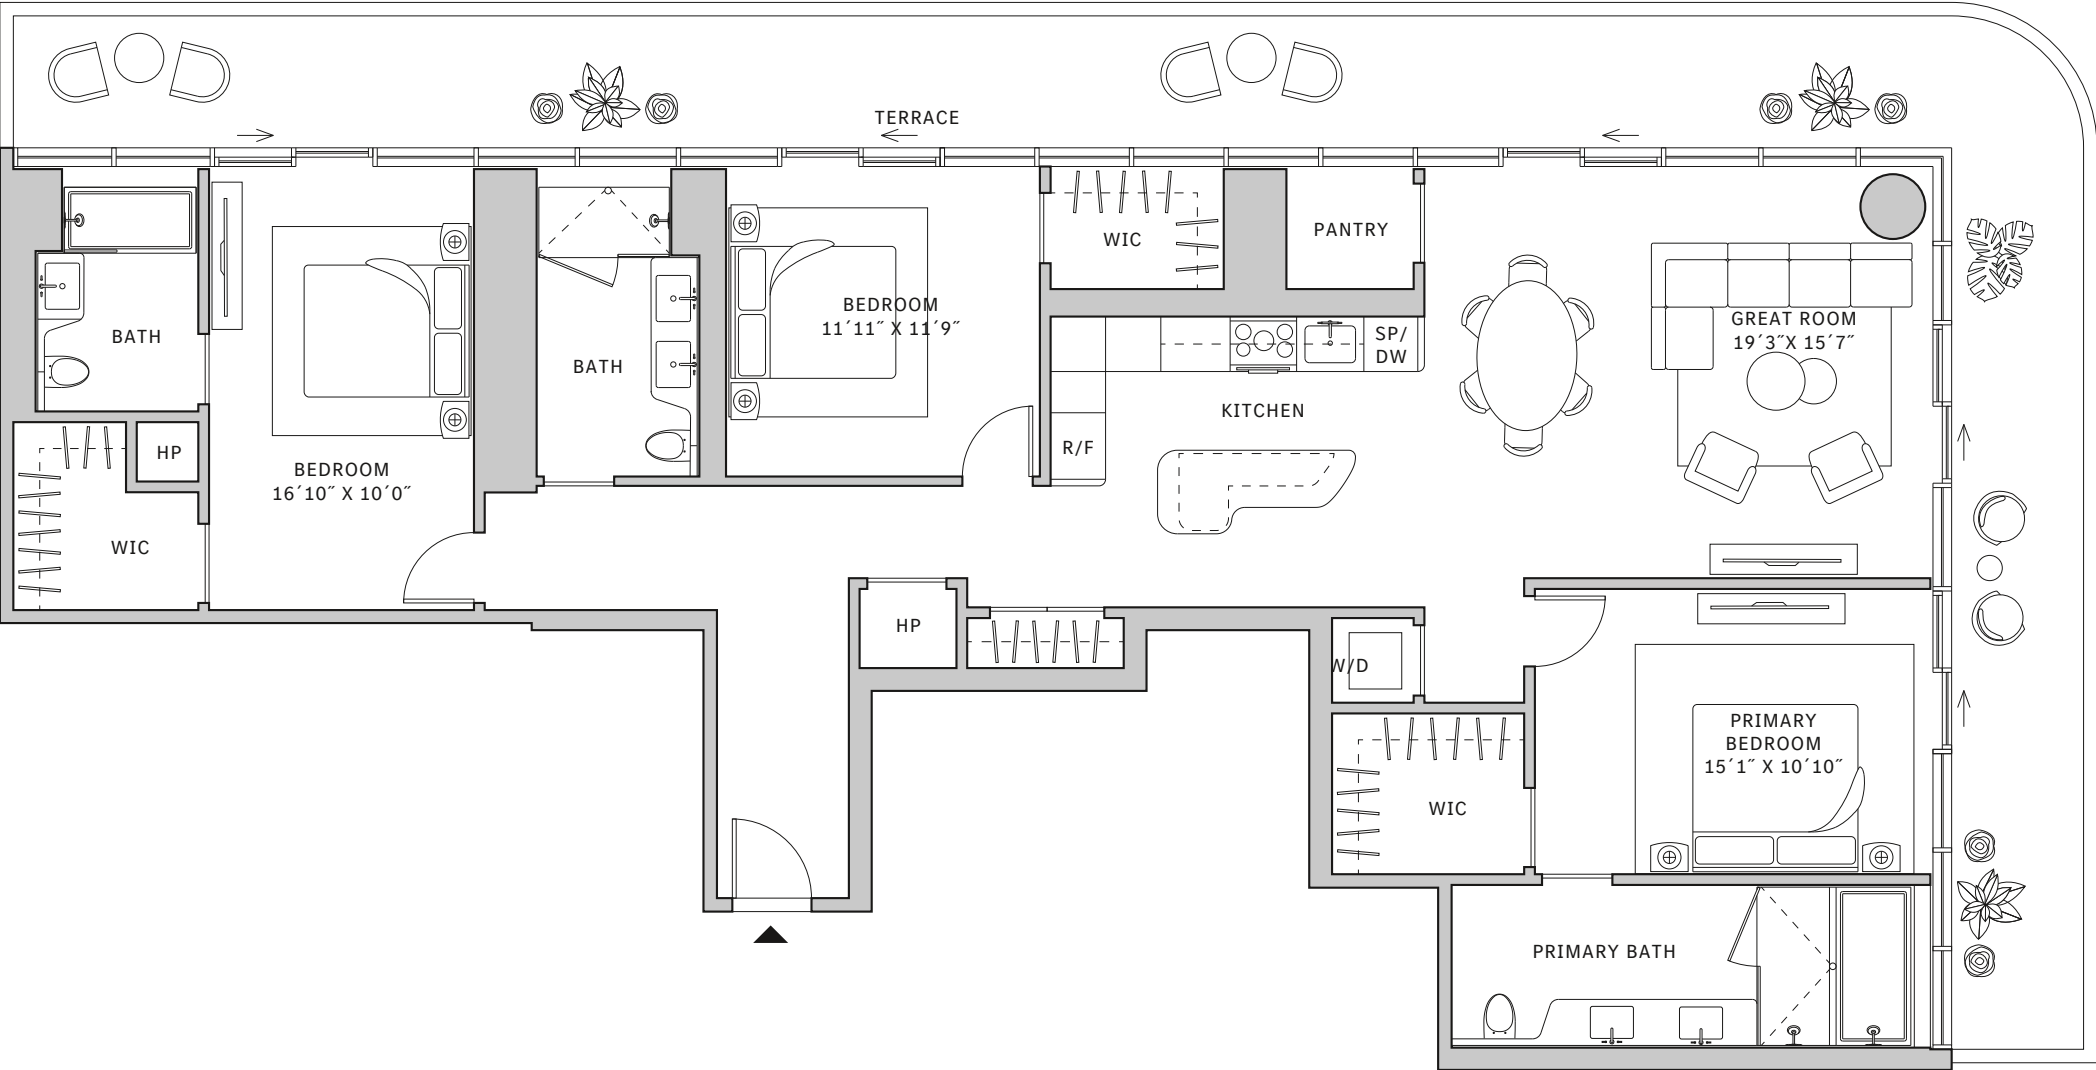 TERRACE
BATH
HP
WIC
BEDROOM
16´10˝ X 10´0˝
BATH
BEDROOM
11´11˝ X 11´9˝
WIC
PANTRY
SP/
DW
KITCHEN
R/F
GREAT ROOM
19´3˝X 15´7˝
HP
W/D
WIC
PRIMARY
BEDROOM
15´1˝ X 10´10˝
PRIMARY BATH